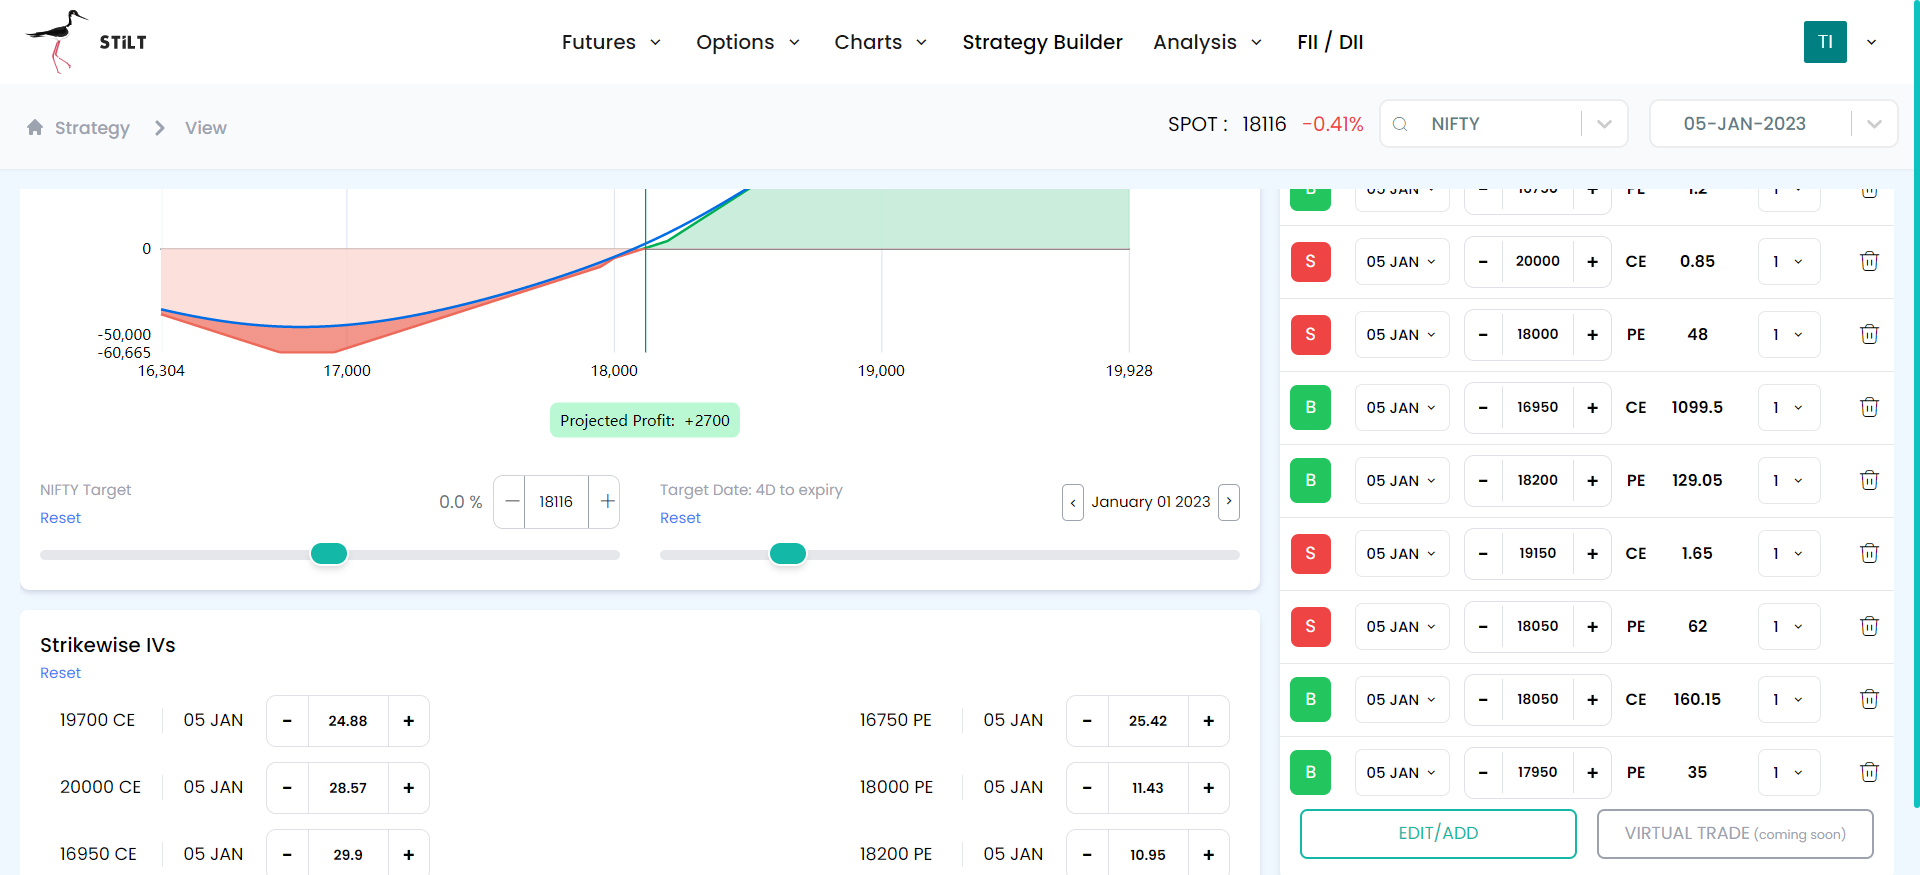 STiLT
Futures Options Charts Strategy Builder Analysis FII / DII
TI
Strategy View
SPOT : 18116 -0.41% NIFTY 05-JAN-2023
0
-50,000
-60,665
16,304 17,000 18,000 19,000 19,928
Projected Profit: +2700
NIFTY Target
Reset
0.0 % − 18116 +
Target Date: 4D to expiry
Reset
< January 01 2023 >
Strikewise IVs
Reset
19700 CE 05 JAN - 24.88 +
16750 PE 05 JAN - 25.42 +
20000 CE 05 JAN - 28.57 +
18000 PE 05 JAN - 11.43 +
16950 CE 05 JAN - 29.9 +
18200 PE 05 JAN - 10.95 +
B 05 JAN - 16750 + PE 1.2 1
S 05 JAN - 20000 + CE 0.85 1
S 05 JAN - 18000 + PE 48 1
B 05 JAN - 16950 + CE 1099.5 1
B 05 JAN - 18200 + PE 129.05 1
S 05 JAN - 19150 + CE 1.65 1
S 05 JAN - 18050 + PE 62 1
B 05 JAN - 18050 + CE 160.15 1
B 05 JAN - 17950 + PE 35 1
EDIT/ADD
VIRTUAL TRADE (coming soon)